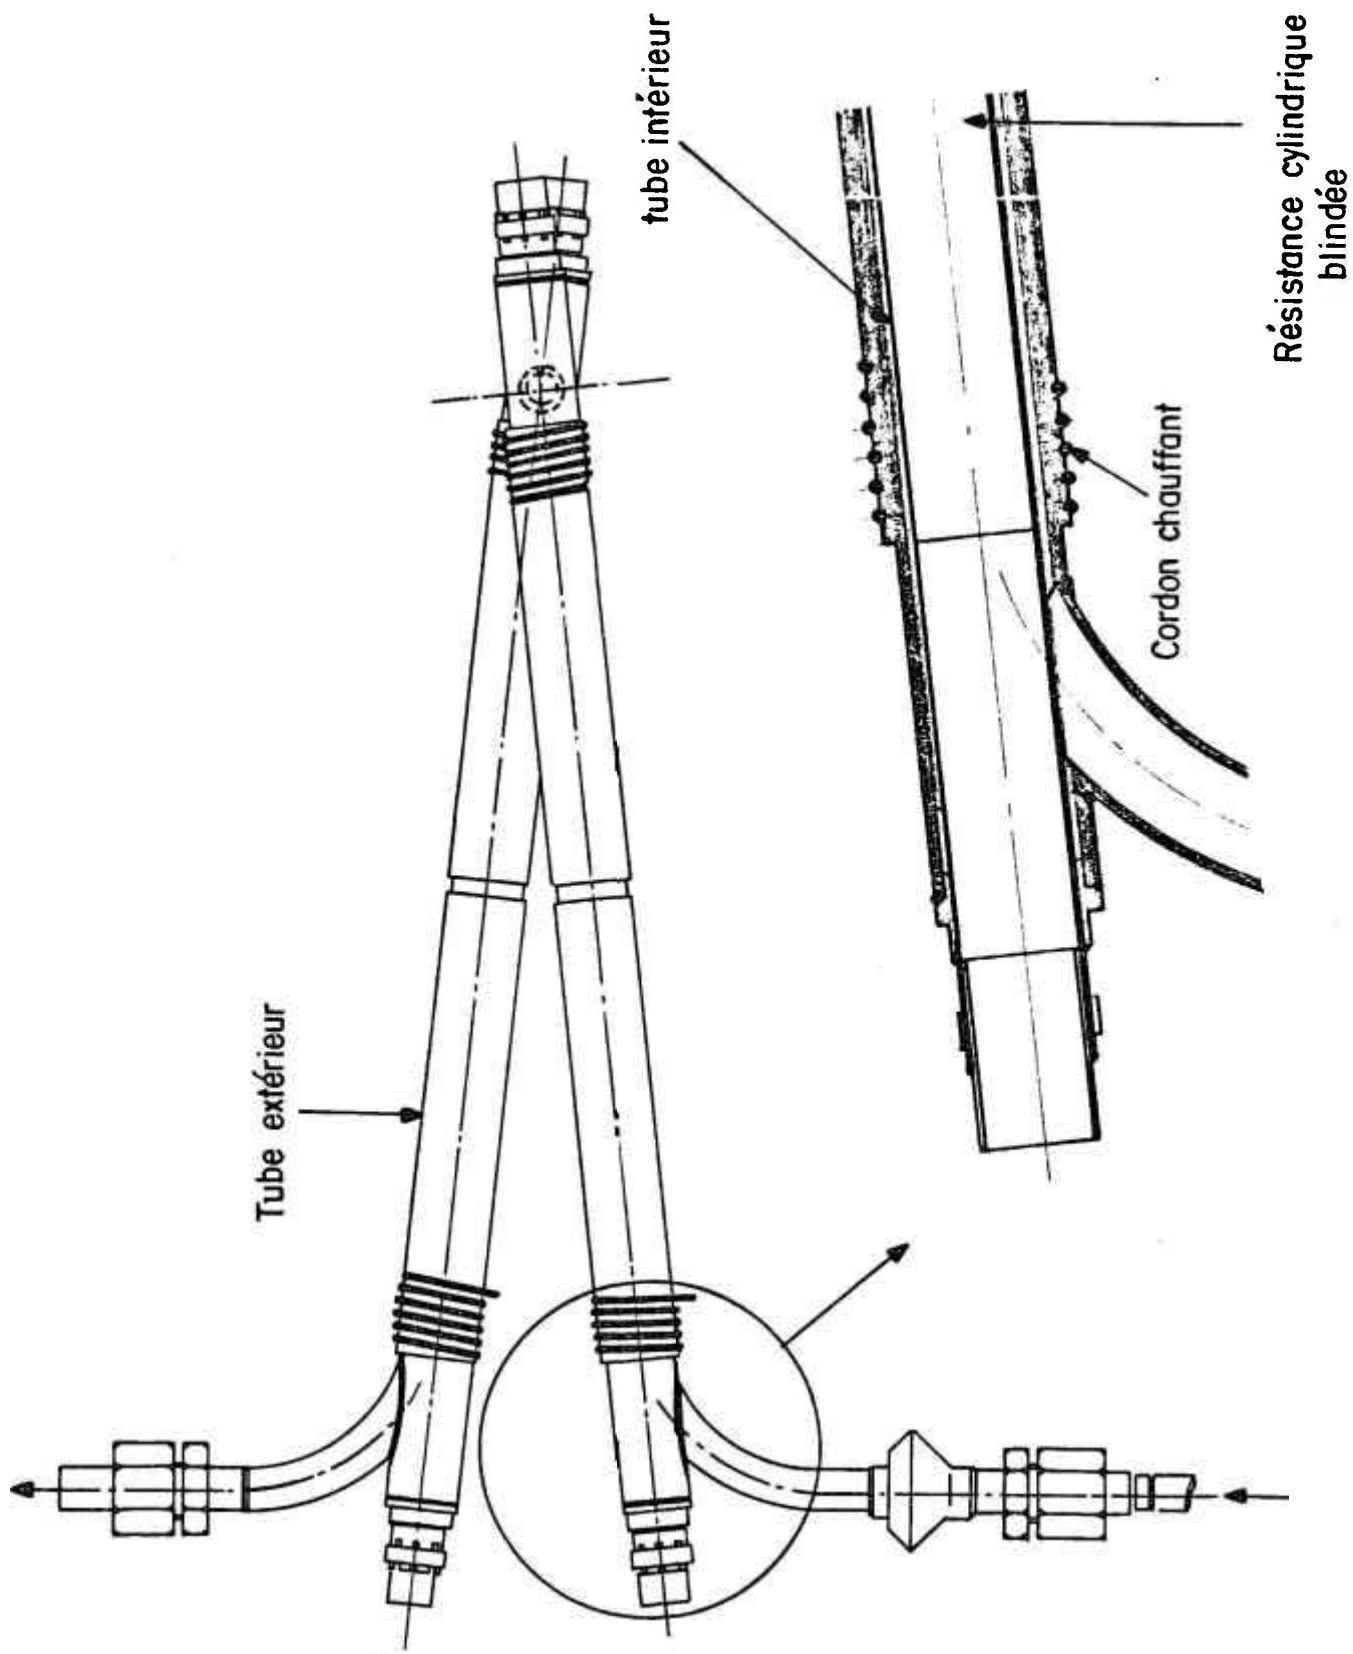 Tube extérieur
tube intérieur
Cordon chauffant
Résistance cylindrique
blindée